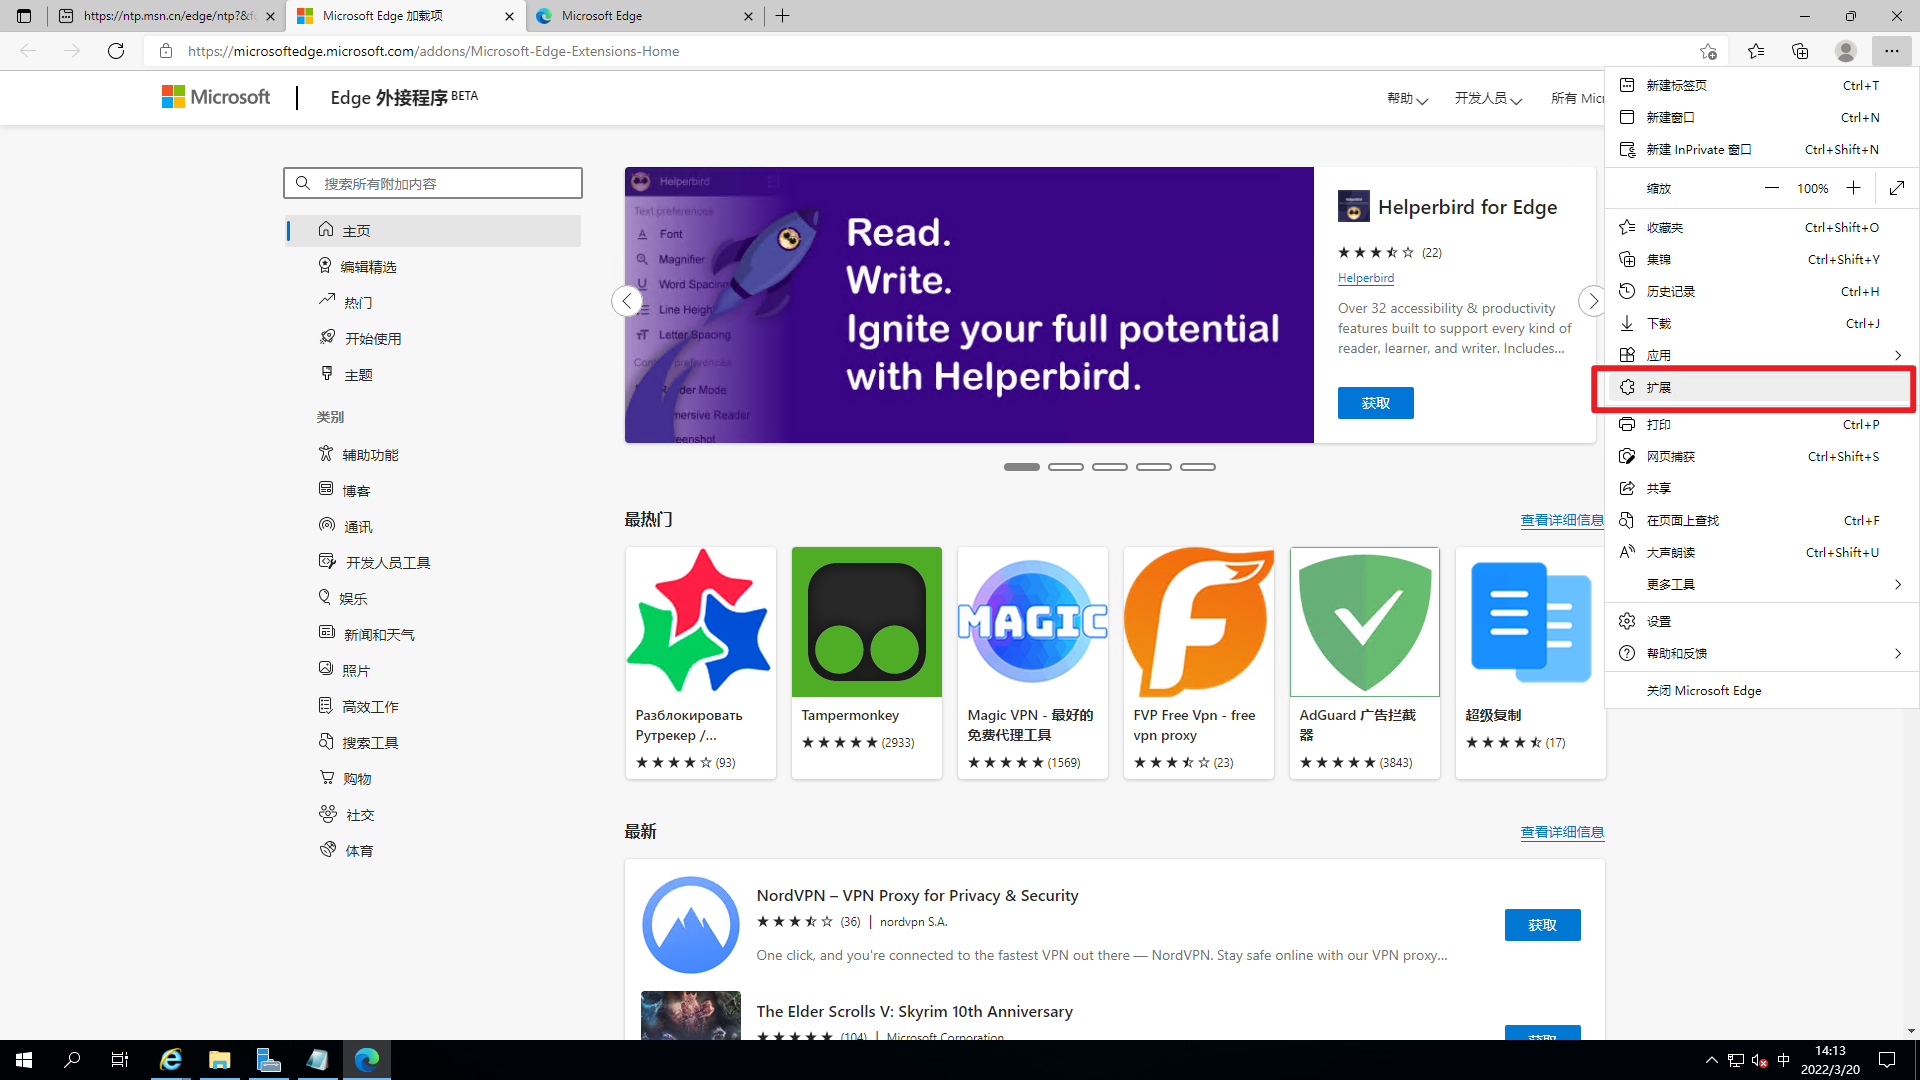 https://ntp.msn.cn/edge/ntp?&fo
Microsoft Edge 加载项
Microsoft Edge
https://microsoftedge.microsoft.com/addons/Microsoft-Edge-Extensions-Home
Microsoft
Edge 外接程序 BETA
帮助
开发人员
所有 Micr
搜索所有附加内容
主页
编辑精选
热门
开始使用
主题
类别
辅助功能
博客
通讯
开发人员工具
娱乐
新闻和天气
照片
高效工作
搜索工具
购物
社交
体育
Helperbird
Text preferences
Font
Magnifier
Word Spacing
Line Height
Letter Spacing
Read.
Write.
Ignite your full potential
with Helperbird.
Helperbird for Edge
(22)
Helperbird
Over 32 accessibility & productivity
features built to support every kind of
reader, learner, and writer. Includes...
获取
最热门
查看详细信息
MAGIC
Разблокировать
Рутрекер /...
(93)
Tampermonkey
(2933)
Magic VPN - 最好的
免费代理工具
(1569)
FVP Free Vpn - free
vpn proxy
(23)
AdGuard 广告拦截
器
(3843)
超级复制
(17)
最新
查看详细信息
NordVPN – VPN Proxy for Privacy & Security
(36) | nordvpn S.A.
One click, and you're connected to the fastest VPN out there — NordVPN. Stay safe online with our VPN proxy...
获取
The Elder Scrolls V: Skyrim 10th Anniversary
(104) | Microsoft Corporation
获取
新建标签页 Ctrl+T
新建窗口 Ctrl+N
新建 InPrivate 窗口 Ctrl+Shift+N
缩放 — 100% +
收藏夹 Ctrl+Shift+O
集锦 Ctrl+Shift+Y
历史记录 Ctrl+H
下载 Ctrl+J
应用
扩展
打印 Ctrl+P
网页捕获 Ctrl+Shift+S
共享
在页面上查找 Ctrl+F
大声朗读 Ctrl+Shift+U
更多工具
设置
帮助和反馈
关闭 Microsoft Edge
中
14:13
2022/3/20